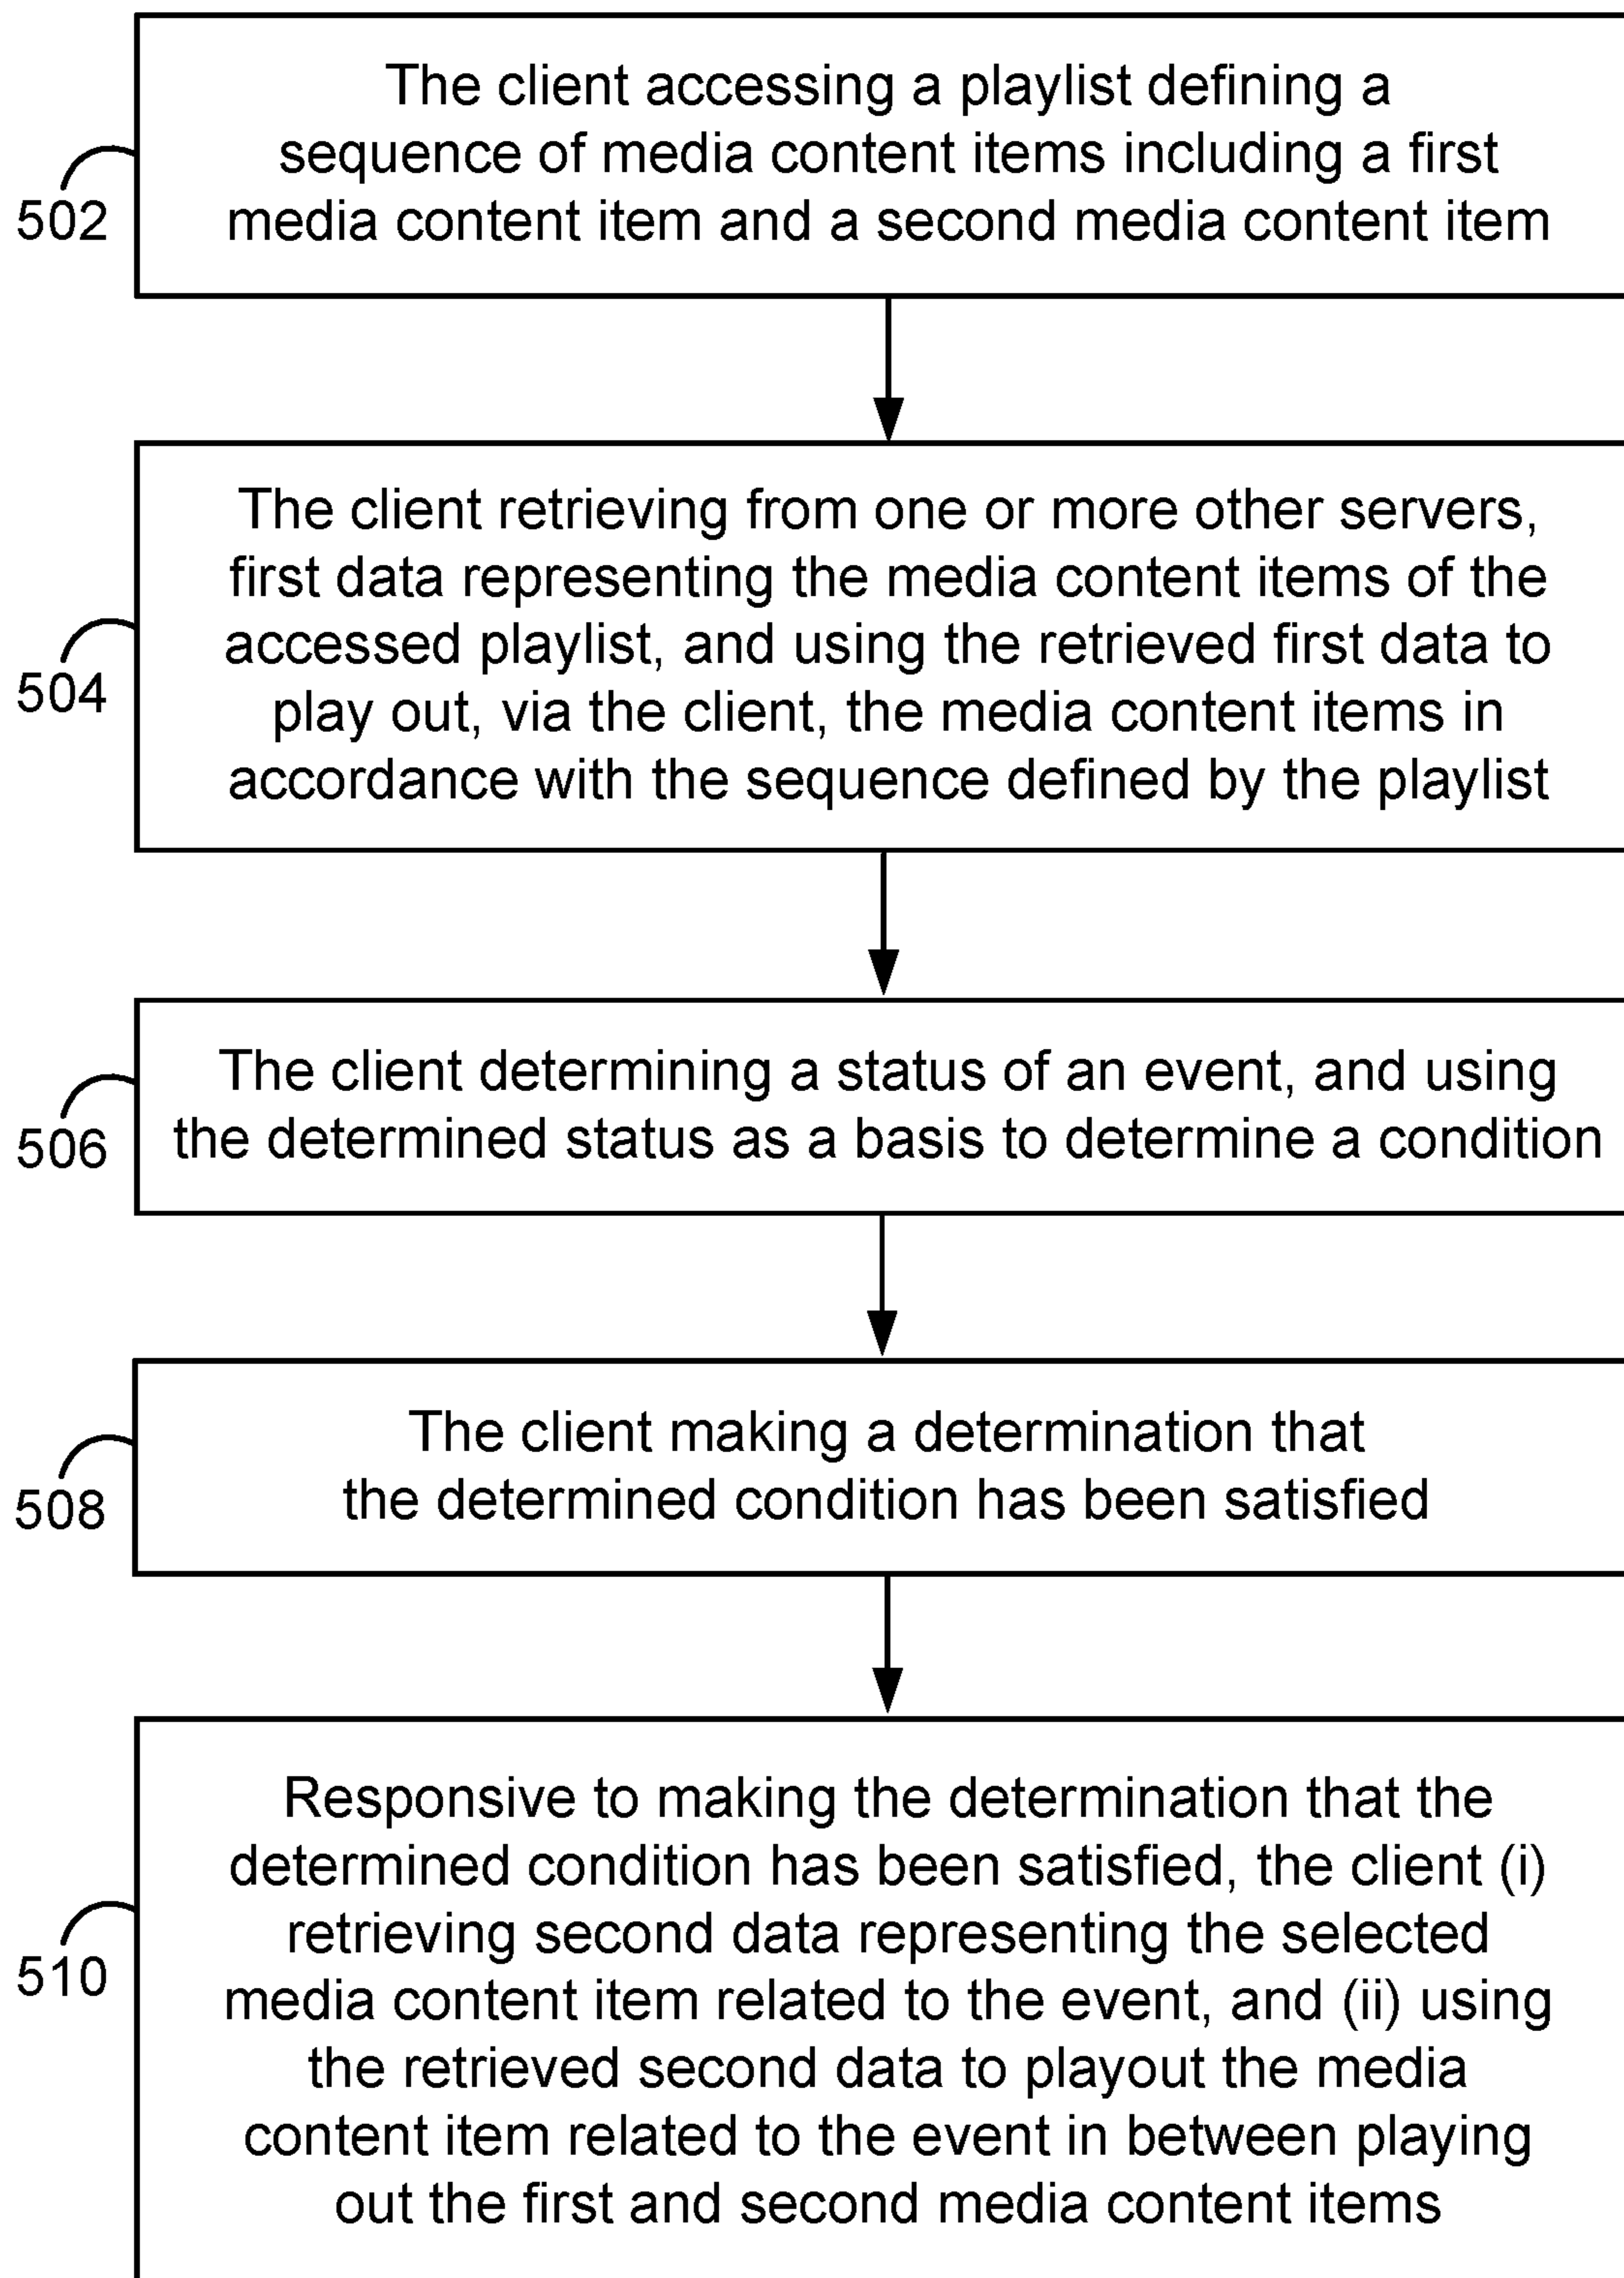 The client accessing a playlist defining a
sequence of media content items including a first
media content item and a second media content item
502
The client retrieving from one or more other servers,
first data representing the media content items of the
accessed playlist, and using the retrieved first data to
play out, via the client, the media content items in
accordance with the sequence defined by the playlist
504
The client determining a status of an event, and using
the determined status as a basis to determine a condition
506
The client making a determination that
the determined condition has been satisfied
508
Responsive to making the determination that the
determined condition has been satisfied, the client (i)
retrieving second data representing the selected
media content item related to the event, and (ii) using
the retrieved second data to playout the media
content item related to the event in between playing
out the first and second media content items
510